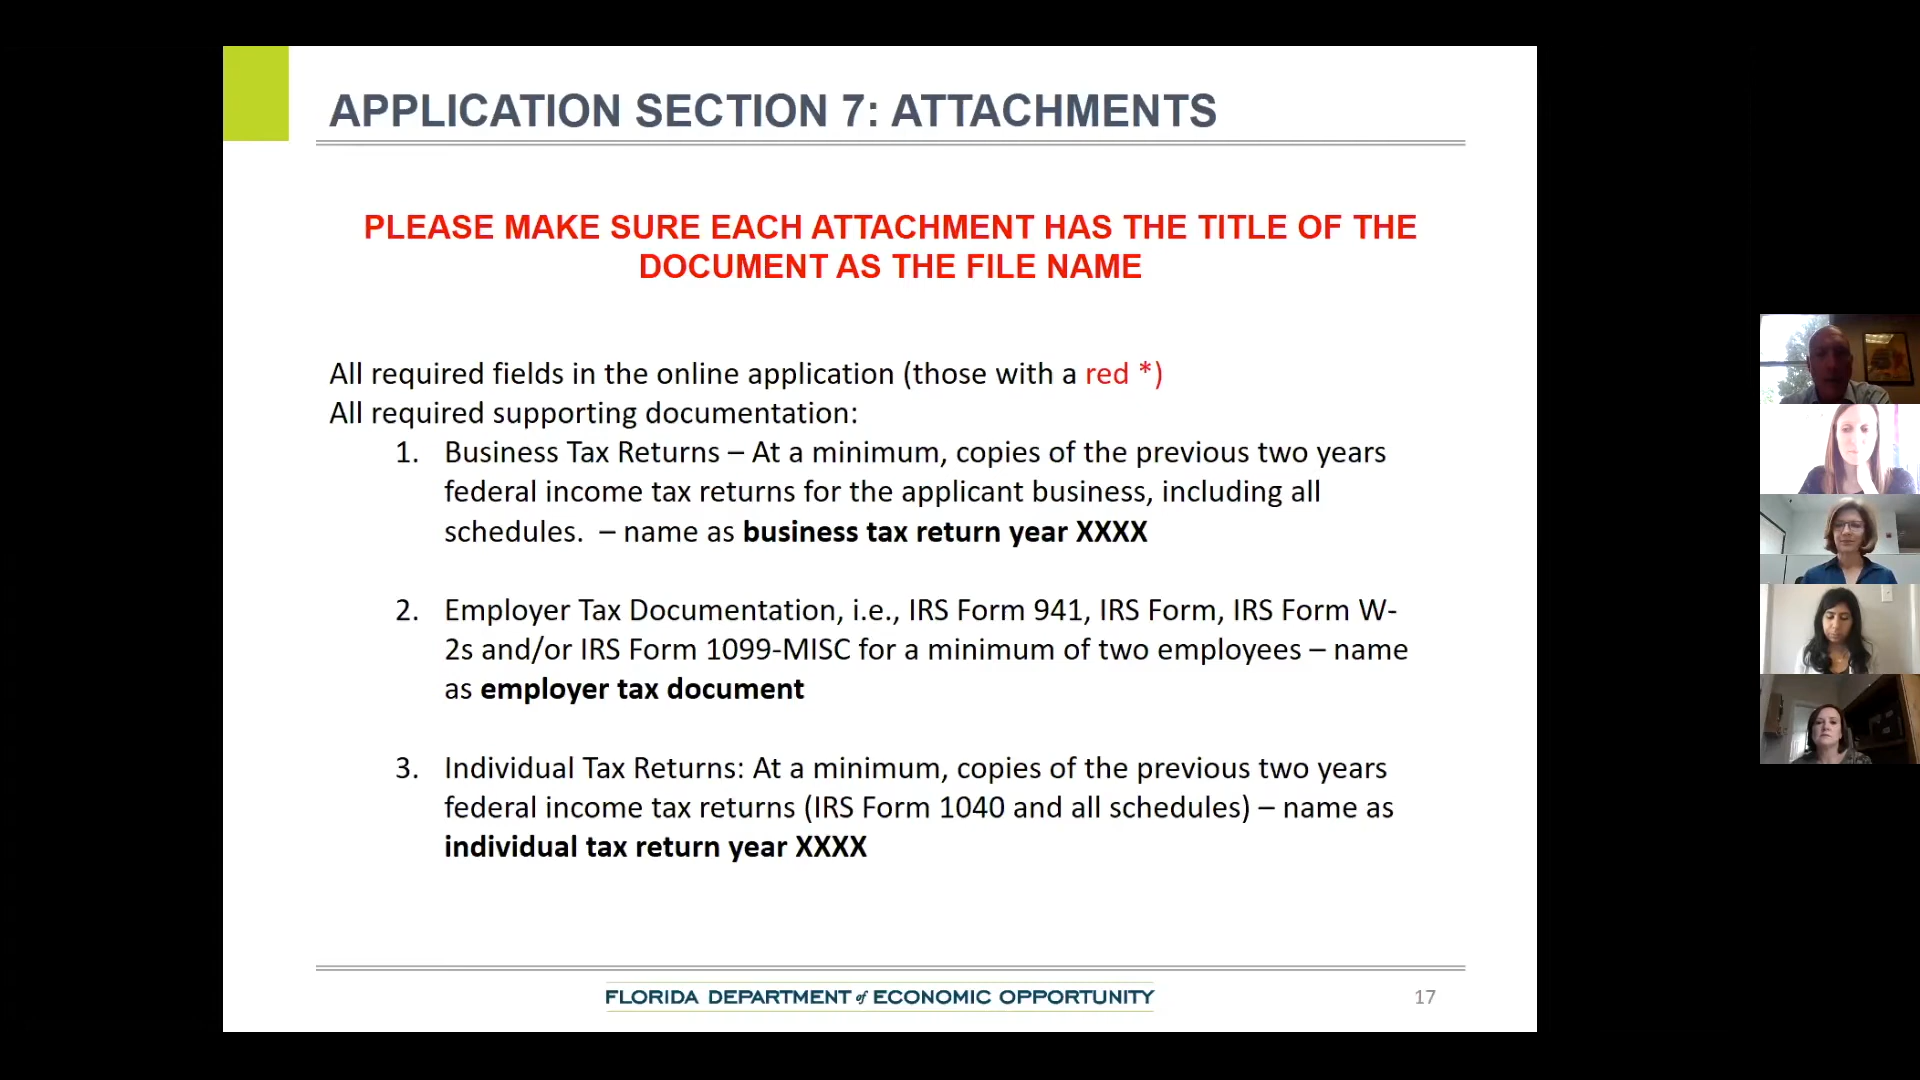 APPLICATION SECTION 7: ATTACHMENTS
PLEASE MAKE SURE EACH ATTACHMENT HAS THE TITLE OF THE
DOCUMENT AS THE FILE NAME
All required fields in the online application (those with a red *)
All required supporting documentation:
1. Business Tax Returns – At a minimum, copies of the previous two years
federal income tax returns for the applicant business, including all
schedules. – name as business tax return year XXXX
2. Employer Tax Documentation, i.e., IRS Form 941, IRS Form, IRS Form W-
2s and/or IRS Form 1099-MISC for a minimum of two employees – name
as employer tax document
3. Individual Tax Returns: At a minimum, copies of the previous two years
federal income tax returns (IRS Form 1040 and all schedules) – name as
individual tax return year XXXX
FLORIDA DEPARTMENT of ECONOMIC OPPORTUNITY
17